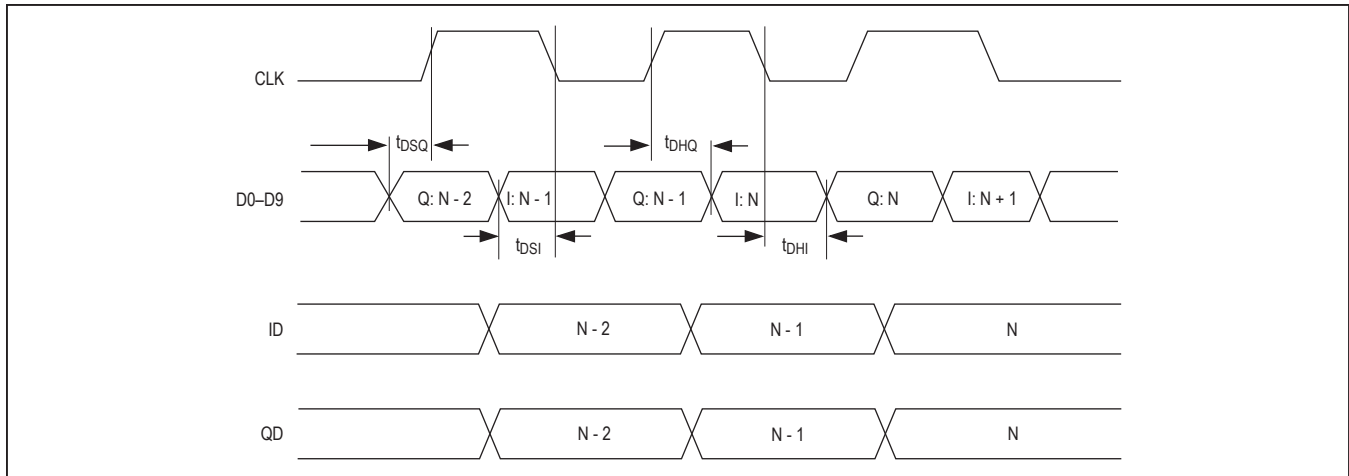 CLK
tDSQ
tDHQ
D0–D9
Q: N - 2
I: N - 1
Q: N - 1
I: N
Q: N
I: N + 1
tDSI
tDHI
ID
N - 2
N - 1
N
QD
N - 2
N - 1
N